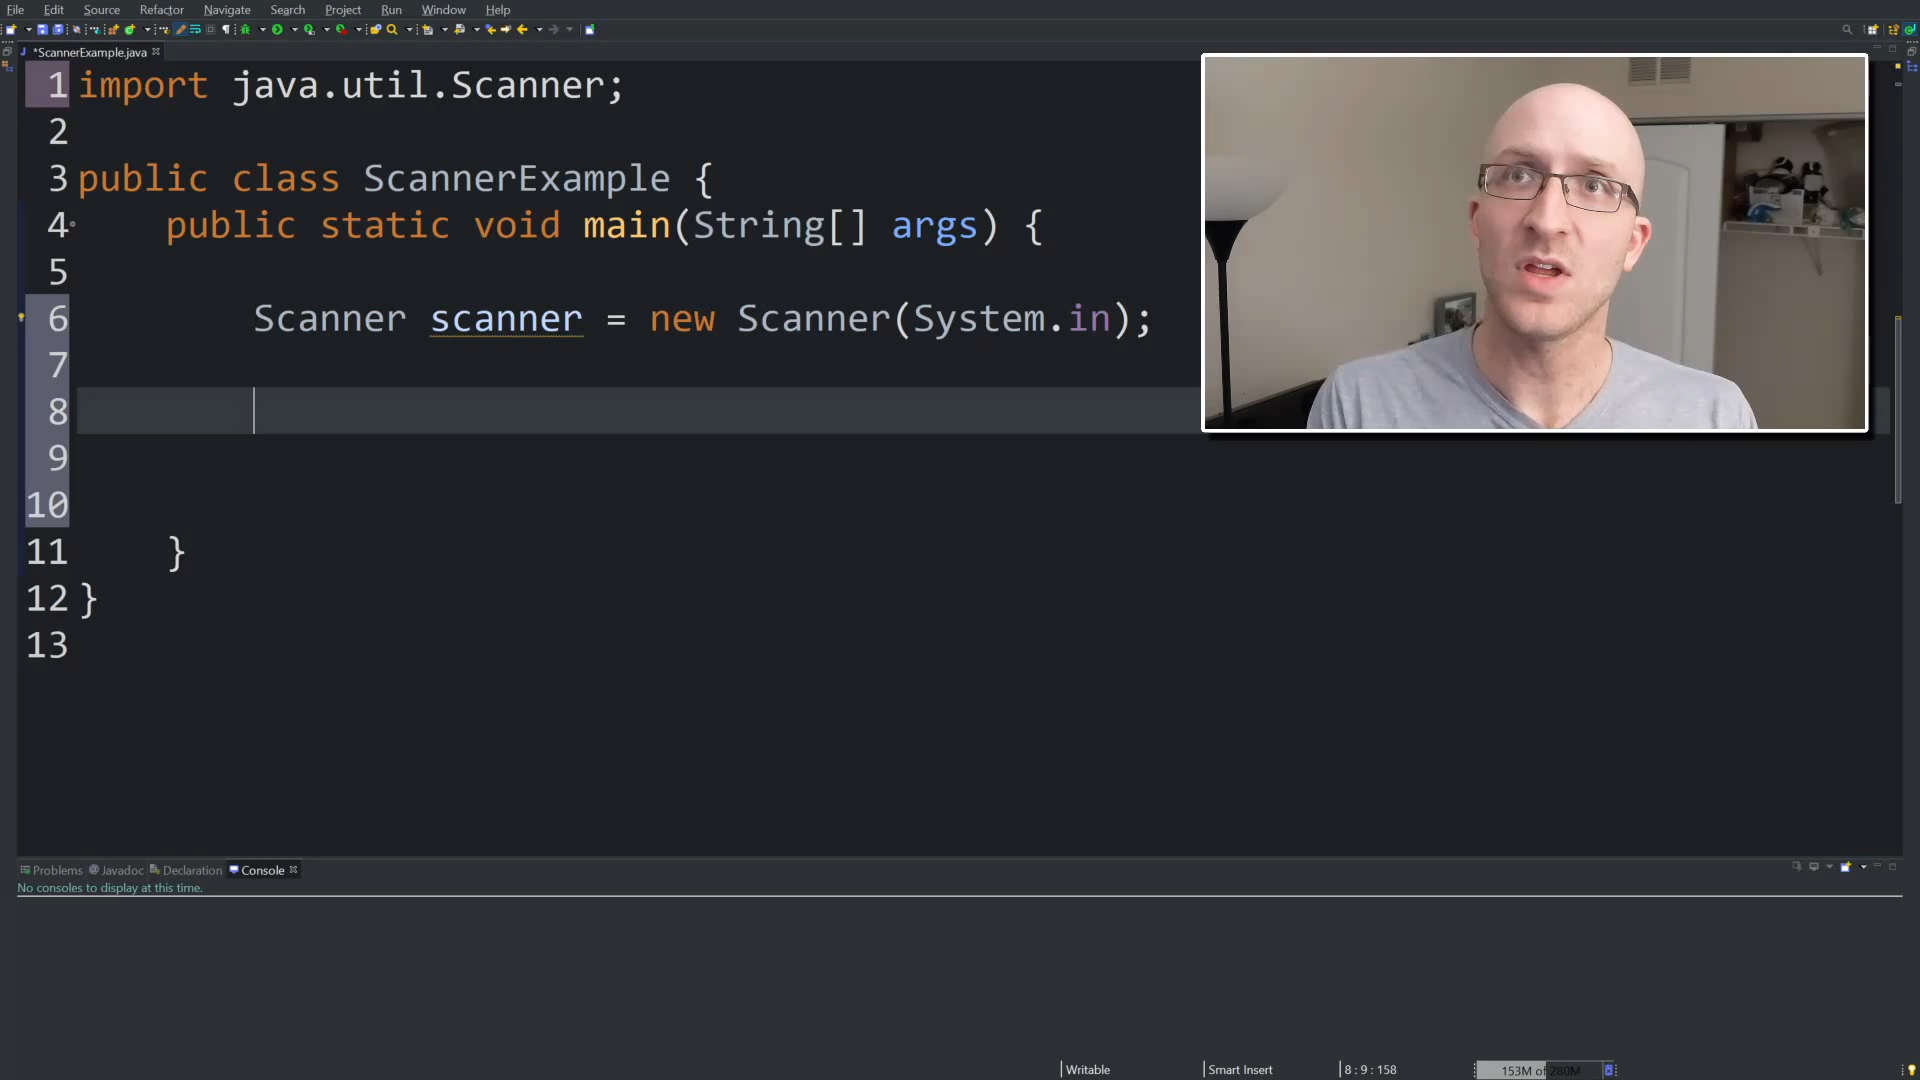 File Edit Source Refactor Navigate Search Project Run Window Help
*ScannerExample.java
1 import java.util.Scanner;
2
3 public class ScannerExample {
4 public static void main(String[] args) {
5
6 Scanner scanner = new Scanner(System.in);
7
8
9
10
11 }
12 }
13
Problems Javadoc Declaration Console
No consoles to display at this time.
Writable Smart Insert 8 : 9 : 158 153M of 280M